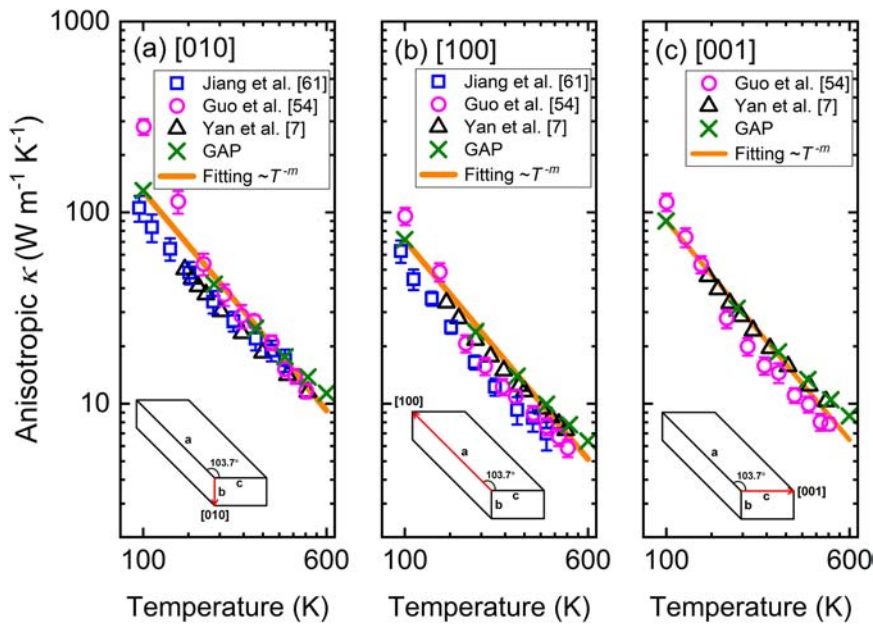 Anisotropic κ (W m⁻¹ K⁻¹)
1000
100
10
(a) [010]
Jiang et al. [61]
Guo et al. [54]
Yan et al. [7]
GAP
Fitting ~T⁻ᵐ
a
103.7°
b
c
[010]
100
600
Temperature (K)
(b) [100]
Jiang et al. [61]
Guo et al. [54]
Yan et al. [7]
GAP
Fitting ~T⁻ᵐ
[100]
a
103.7°
b
c
100
600
Temperature (K)
(c) [001]
Guo et al. [54]
Yan et al. [7]
GAP
Fitting ~T⁻ᵐ
a
103.7°
b
c
[001]
100
600
Temperature (K)